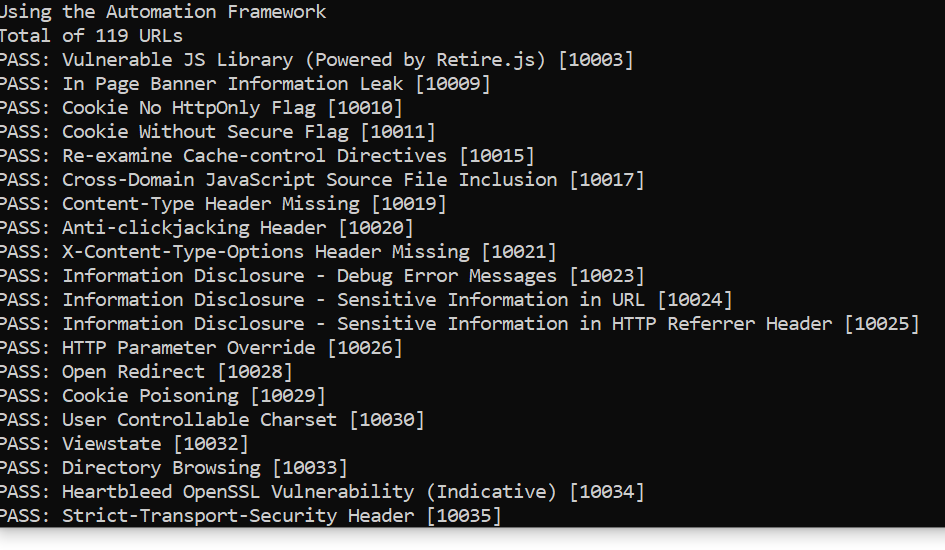 Using the Automation Framework
Total of 119 URLs
PASS: Vulnerable JS Library (Powered by Retire.js) [10003]
PASS: In Page Banner Information Leak [10009]
PASS: Cookie No HttpOnly Flag [10010]
PASS: Cookie Without Secure Flag [10011]
PASS: Re-examine Cache-control Directives [10015]
PASS: Cross-Domain JavaScript Source File Inclusion [10017]
PASS: Content-Type Header Missing [10019]
PASS: Anti-clickjacking Header [10020]
PASS: X-Content-Type-Options Header Missing [10021]
PASS: Information Disclosure - Debug Error Messages [10023]
PASS: Information Disclosure - Sensitive Information in URL [10024]
PASS: Information Disclosure - Sensitive Information in HTTP Referrer Header [10025]
PASS: HTTP Parameter Override [10026]
PASS: Open Redirect [10028]
PASS: Cookie Poisoning [10029]
PASS: User Controllable Charset [10030]
PASS: Viewstate [10032]
PASS: Directory Browsing [10033]
PASS: Heartbleed OpenSSL Vulnerability (Indicative) [10034]
PASS: Strict-Transport-Security Header [10035]